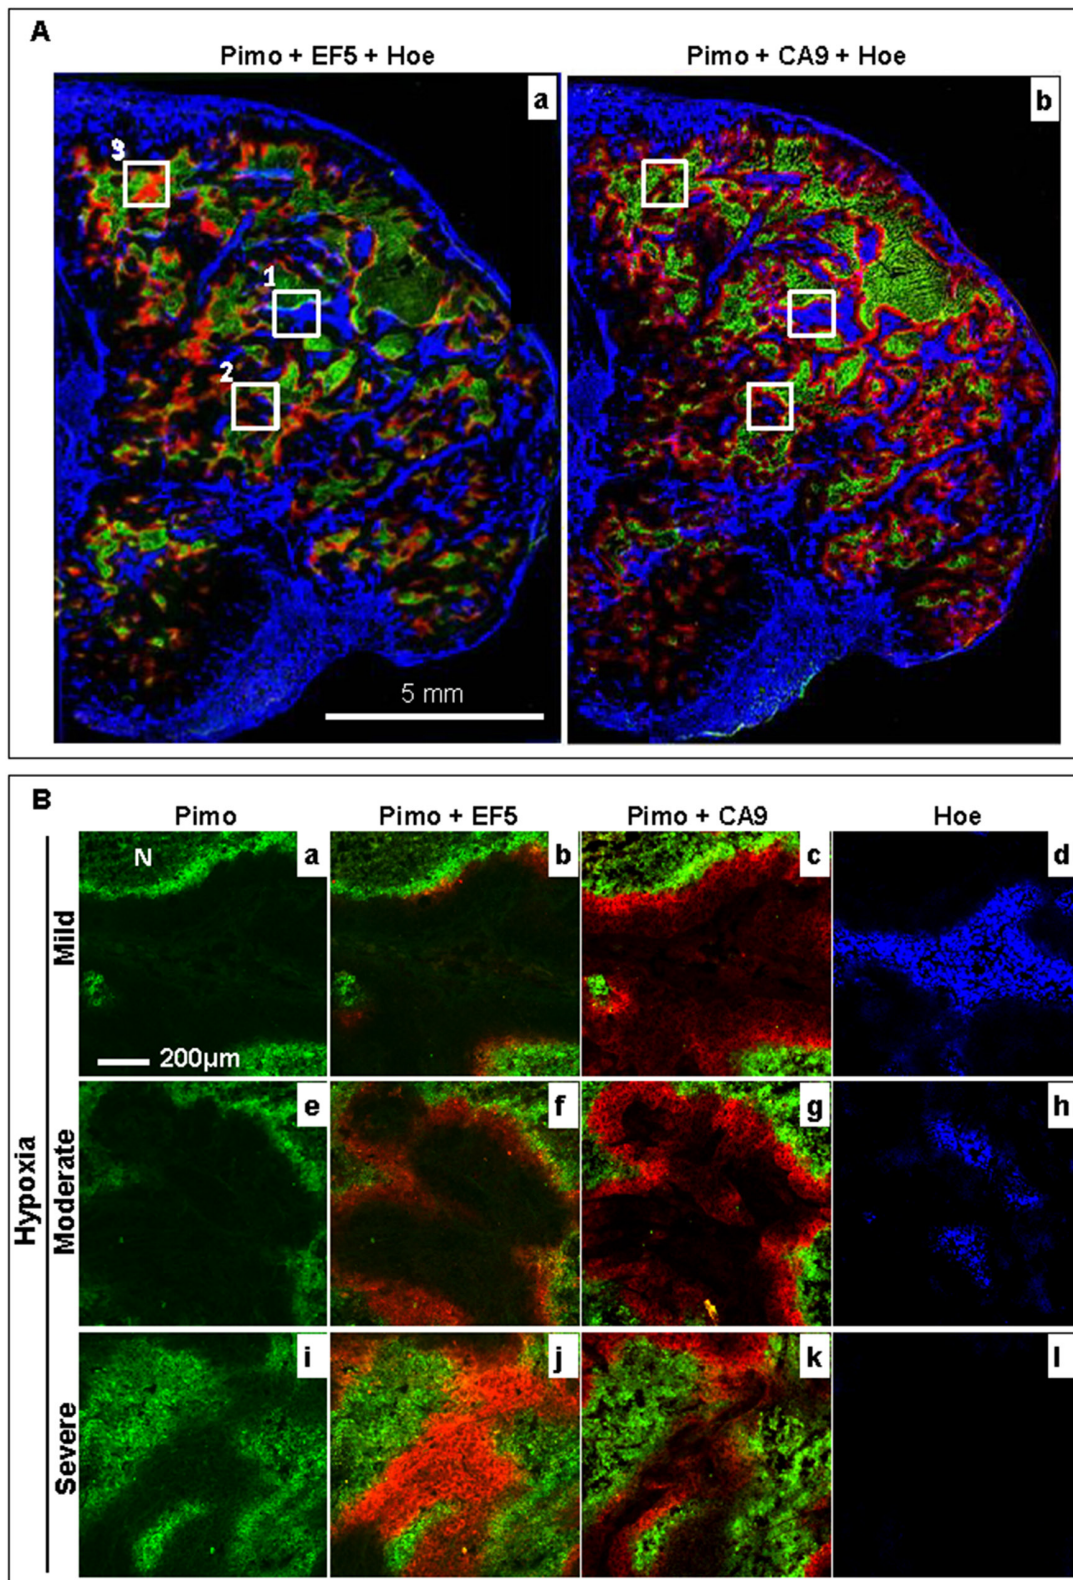 A
Pimo + EF5 + Hoe
Pimo + CA9 + Hoe
a
b
3
1
2
5 mm
B
Pimo
Pimo + EF5
Pimo + CA9
Hoe
Hypoxia
Mild
N
a
b
c
d
200µm
Moderate
e
f
g
h
Severe
i
j
k
l